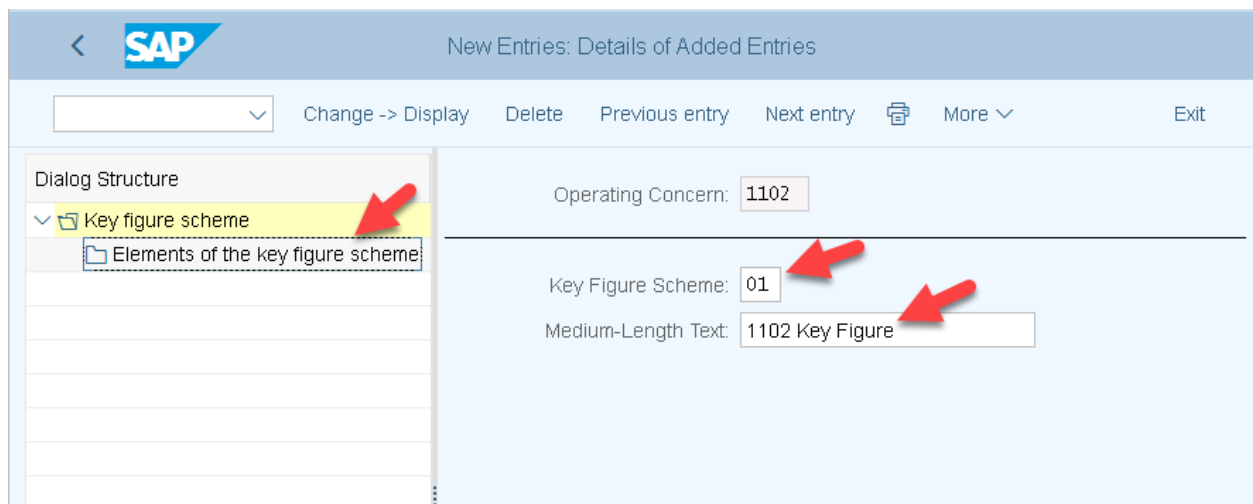 SAP New Entries: Details of Added Entries
Change -> Display Delete Previous entry Next entry More Exit
Dialog Structure
Key figure scheme
Elements of the key figure scheme
Operating Concern: 1102
Key Figure Scheme: 01
Medium-Length Text: 1102 Key Figure